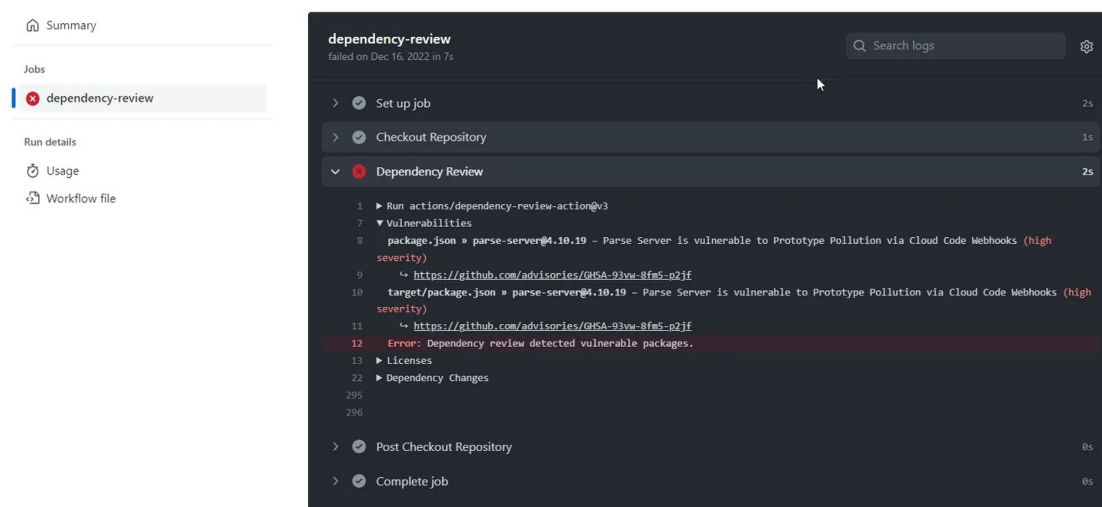 Summary
Jobs
dependency-review
Run details
Usage
Workflow file
dependency-review
failed on Dec 16, 2022 in 7s
Search logs
Set up job 2s
Checkout Repository 1s
Dependency Review 2s
1 ▶ Run actions/dependency-review-action@v3
7 ▼ Vulnerabilities
8 package.json » parse-server@4.10.19 – Parse Server is vulnerable to Prototype Pollution via Cloud Code Webhooks (high
severity)
9 ↪ https://github.com/advisories/GHSA-93vw-8fm5-p2jf
10 target/package.json » parse-server@4.10.19 – Parse Server is vulnerable to Prototype Pollution via Cloud Code Webhooks (high
severity)
11 ↪ https://github.com/advisories/GHSA-93vw-8fm5-p2jf
12 Error: Dependency review detected vulnerable packages.
13 ▶ Licenses
22 ▶ Dependency Changes
295
296
Post Checkout Repository 0s
Complete job 0s